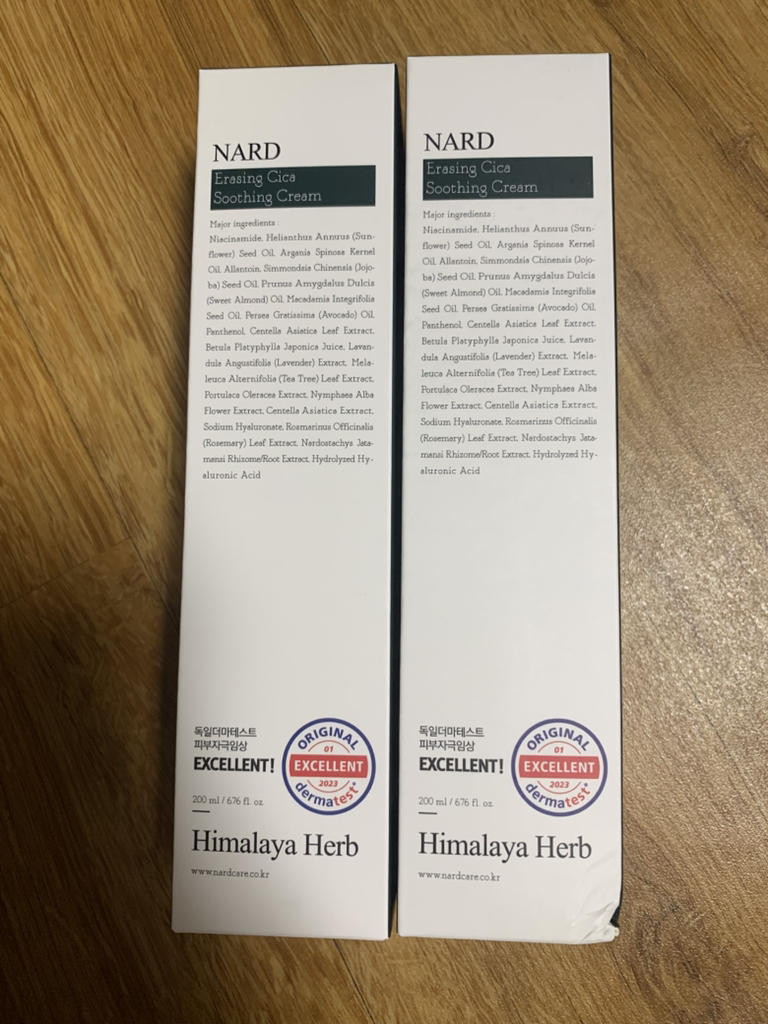 NARD
Erasing Cica
Soothing Cream
Major ingredients :
Niacinamide, Helianthus Annuus (Sun-
flower) Seed Oil, Argania Spinosa Kernel
Oil, Allantoin, Simmondsia Chinensis (Jojo-
ba) Seed Oil, Prunus Amygdalus Dulcis
(Sweet Almond) Oil, Macadamia Integrifolia
Seed Oil, Persea Gratissima (Avocado) Oil,
Panthenol, Centella Asiatica Leaf Extract,
Betula Platyphylla Japonica Juice, Lavan-
dula Angustifolia (Lavender) Extract, Mela-
leuca Alternifolia (Tea Tree) Leaf Extract,
Portulaca Oleracea Extract, Nymphaea Alba
Flower Extract, Centella Asiatica Extract,
Sodium Hyaluronate, Rosmarinus Officinalis
(Rosemary) Leaf Extract, Nardostachys Jata-
mansi Rhizome/Root Extract, Hydrolyzed Hy-
aluronic Acid
독일더마테스트
피부자극임상
EXCELLENT!
ORIGINAL
01
EXCELLENT
2023
dermatest®
200 ml / 676 fl. oz
Himalaya Herb
www.nardcare.co.kr
NARD
Erasing Cica
Soothing Cream
Major ingredients :
Niacinamide, Helianthus Annuus (Sun-
flower) Seed Oil, Argania Spinosa Kernel
Oil, Allantoin, Simmondsia Chinensis (Jojo-
ba) Seed Oil, Prunus Amygdalus Dulcis
(Sweet Almond) Oil, Macadamia Integrifolia
Seed Oil, Persea Gratissima (Avocado) Oil,
Panthenol, Centella Asiatica Leaf Extract,
Betula Platyphylla Japonica Juice, Lavan-
dula Angustifolia (Lavender) Extract, Mela-
leuca Alternifolia (Tea Tree) Leaf Extract,
Portulaca Oleracea Extract, Nymphaea Alba
Flower Extract, Centella Asiatica Extract,
Sodium Hyaluronate, Rosmarinus Officinalis
(Rosemary) Leaf Extract, Nardostachys Jata-
mansi Rhizome/Root Extract, Hydrolyzed Hy-
aluronic Acid
독일더마테스트
피부자극임상
EXCELLENT!
ORIGINAL
01
EXCELLENT
2023
dermatest®
200 ml / 676 fl. oz
Himalaya Herb
www.nardcare.co.kr